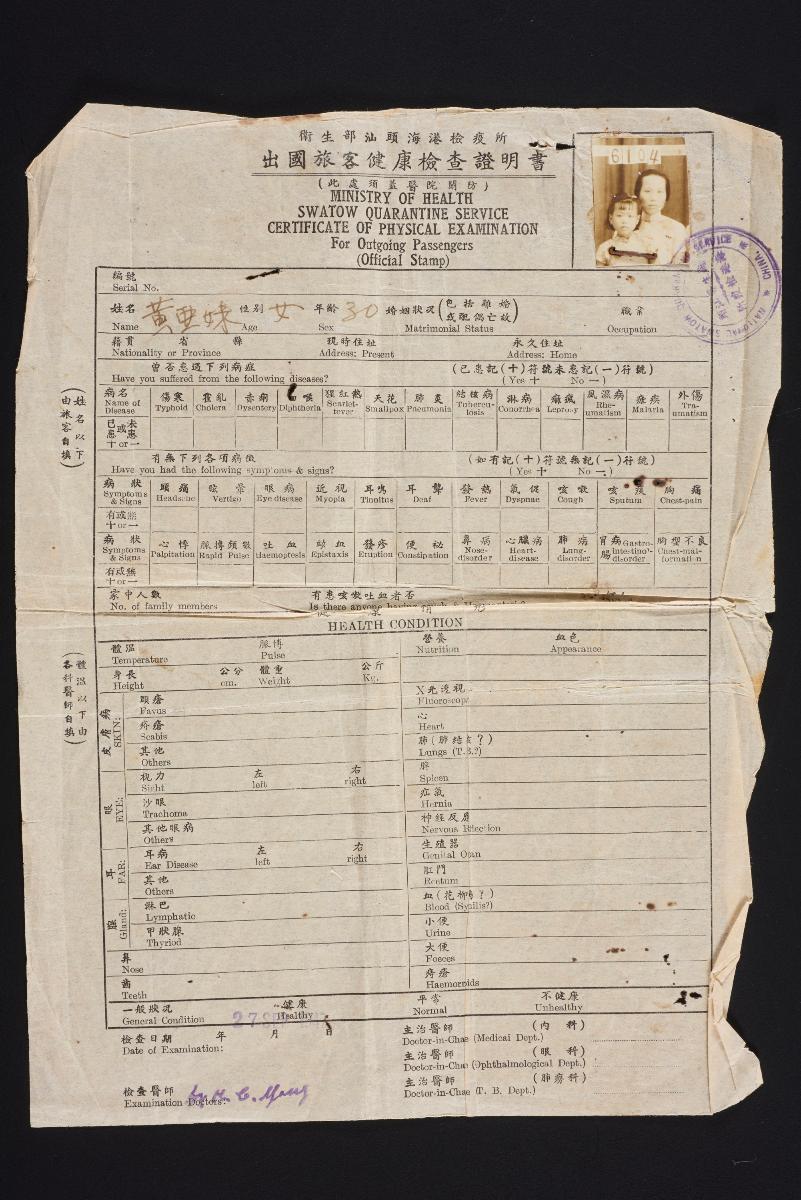 衛生部汕頭海港檢疫所
出國旅客健康檢查證明書
(此處須蓋醫院關防)
MINISTRY OF HEALTH
SWATOW QUARANTINE SERVICE
CERTIFICATE OF PHYSICAL EXAMINATION
For Outgoing Passengers
(Official Stamp)
6104
編號
Serial No.
姓名 黃亜妹 性別 女 年齡 30 婚姻狀況(包括離婚或配偶亡故) 職業
Name Age Sex Matrimonial Status Occupation
籍貫 省 縣 現時住址 永久住址
Nationality or Province Address: Present Address: Home
曾否患過下列病症 (已患記(十)符號未患記(一)符號)
Have you suffered from the following diseases? (Yes 十 No 一)
姓名以下
由旅客自填
病名 傷寒 霍亂 赤痢 喉 猩紅熱 天花 肺炎 結核病 淋病 痲瘋 風濕病 瘧疾 外傷
Name of Disease Typhoid Cholera Dysentory Diphtheria Scarlet-fever Smallpox Pneumonia Tuberculosis Conorrhea Leprosy Rheumatism Malaria Traumatism
已患或未患
十or一
有無下列各項病徵 (如有記(十)符號無記(一)符號)
Have you had the following symptoms & signs? (Yes 十 No 一)
病狀 頭痛 眩暈 眼病 近視 耳鳴 耳聾 發熱 氣促 咳嗽 咳痰 胸痛
Symptoms & Signs Headache Vertigo Eye disease Myopia Tinnitus Deaf Fever Dyspnae Cough Sputum Chest-pain
有或無
十or一
病狀 心悸 脈搏頻數 吐血 衂血 發疹 便祕 鼻病 心臟病 肺病 胃腸病 胸壁不良
Symptoms & Signs Palpitation Rapid Pulse Haemoptesis Epistaxis Eruption Constipation Nose-disorder Heart-disease Lung-disorder Gastro-intestino'-disorder Chest-mal-formation
有或無
十or一
家中人數 有患咳嗽吐血者否
No. of family members Is there anyone having
HEALTH CONDITION
體溫以下由
各科醫師自填
體溫 脈搏 營養 血色
Temperature Pulse Nutrition Appearance
身長 公分 體重 公斤
Height cm. Weight Kg.
X光透視
Fluoroscopy
皮膚病
SKIN:
頭瘡
Favus
疥瘡
Scabis
其他
Others
眼
EYE:
視力 左 右
Sight left right
沙眼
Trachoma
其他眼病
Others
耳
EAR:
耳病 左 右
Ear Disease left right
其他
Others
腺
Gland:
淋巴
Lymphatic
甲狀腺
Thyriod
鼻
Nose
齒
Teeth
心
Heart
肺(肺結核?)
Lungs (T.B.?)
脾
Spleen
疝氣
Hernia
神経反應
Nervous
生殖器
Genital
肛門
Rectum
血(花柳?)
Blood (Syfilis?)
小便
Urine
大便
Foeces
痔瘡
Haemoroids
一般狀況 健康 平常 不健康
General Condition Healthy Normal Unhealthy
27 SEP
檢查日期 年 月 日
Date of Examination:
檢查醫師
Examination Doctors:
主治醫師 (內科)
Doctor-in-Chae (Medical Dept.)
主治醫師 (眼科)
Doctor-in-Chae (Ophthalmological Dept.)
主治醫師 (肺癆科)
Doctor-in-Chae (T. B. Dept.)